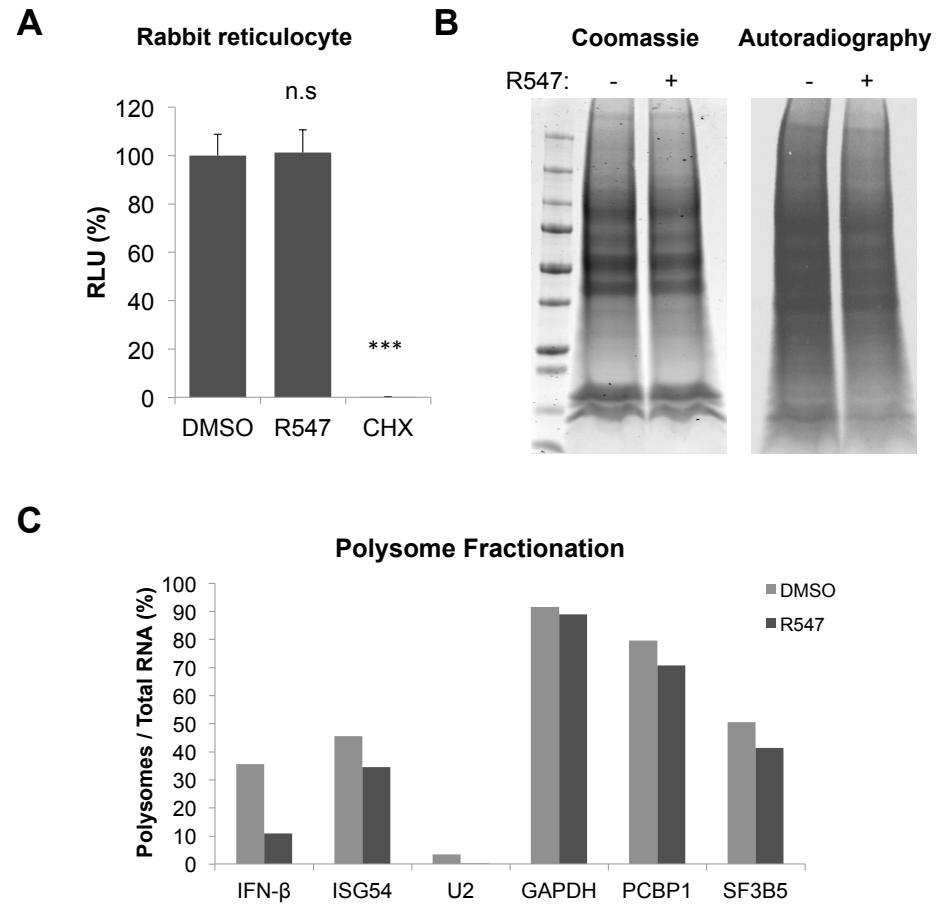 A
Rabbit reticulocyte
n.s
120
100
80
60
40
20
0
RLU (%)
***
DMSO R547 CHX
B
Coomassie Autoradiography
R547: - + - +
C
Polysome Fractionation
Polysomes / Total RNA (%)
100
90
80
70
60
50
40
30
20
10
0
DMSO
R547
IFN-β ISG54 U2 GAPDH PCBP1 SF3B5